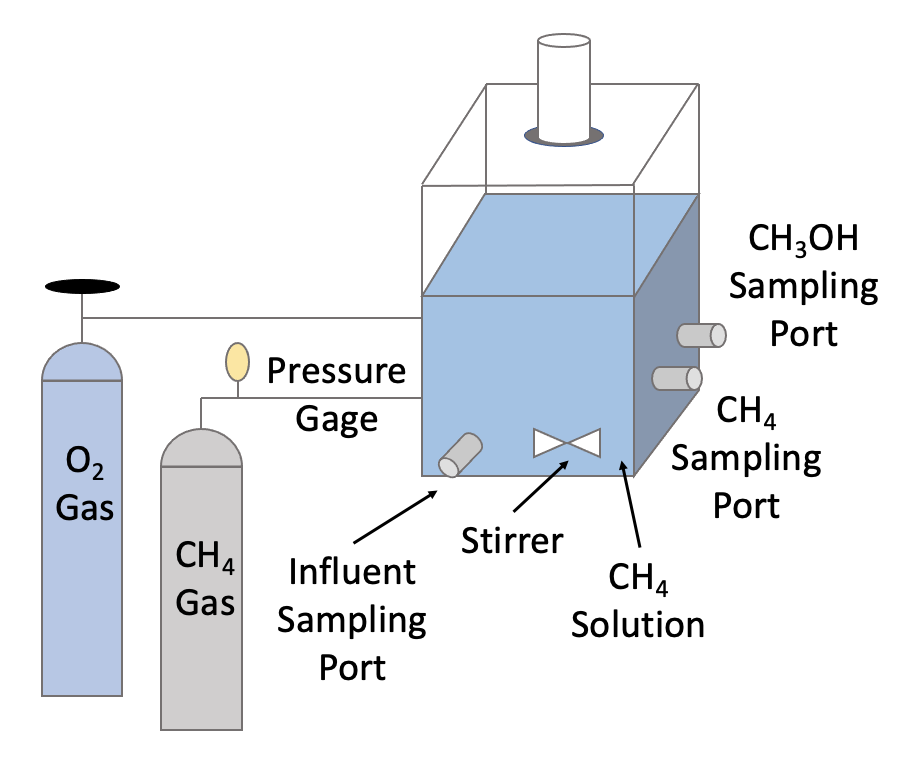 CH₃OH
Sampling
Port
Pressure
Gage
CH₄
Sampling
Port
O₂
Gas
CH₄
Gas
Stirrer
Influent
Sampling
Port
CH₄
Solution